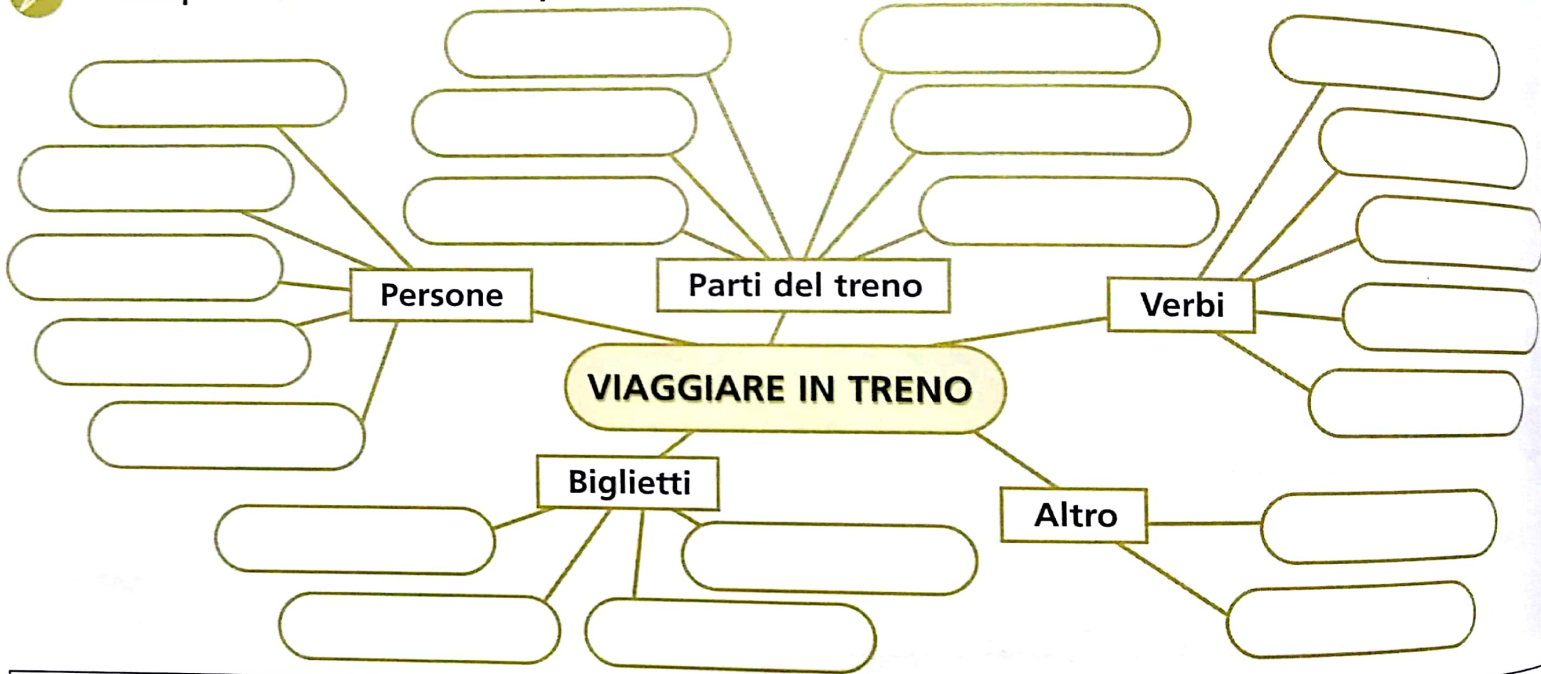 Persone
Parti del treno
Verbi
VIAGGIARE IN TRENO
Biglietti
Altro